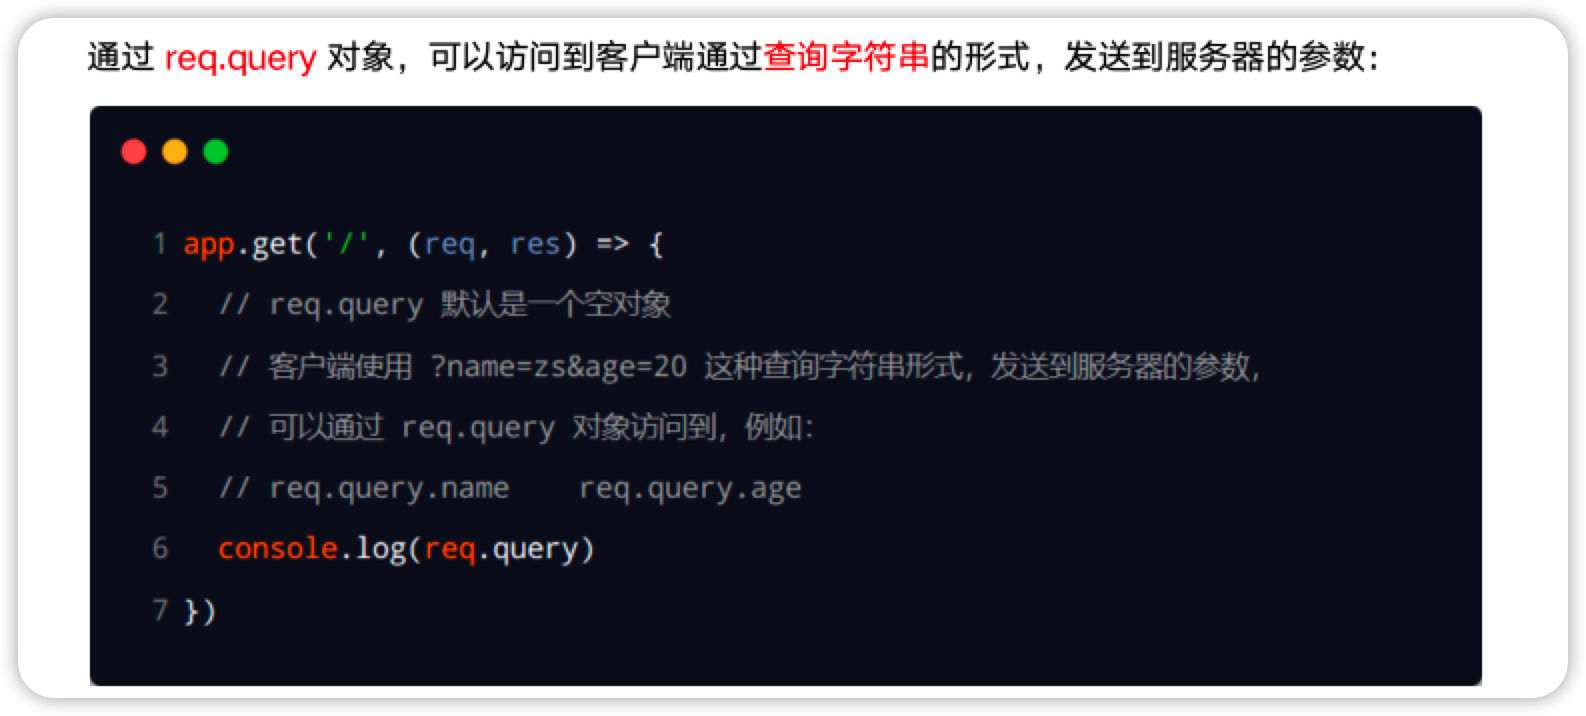 通过 req.query 对象，可以访问到客户端通过查询字符串的形式，发送到服务器的参数：
1 app.get('/', (req, res) => {
2   // req.query 默认是一个空对象
3   // 客户端使用 ?name=zs&age=20 这种查询字符串形式，发送到服务器的参数，
4   // 可以通过 req.query 对象访问到，例如：
5   // req.query.name    req.query.age
6   console.log(req.query)
7 })